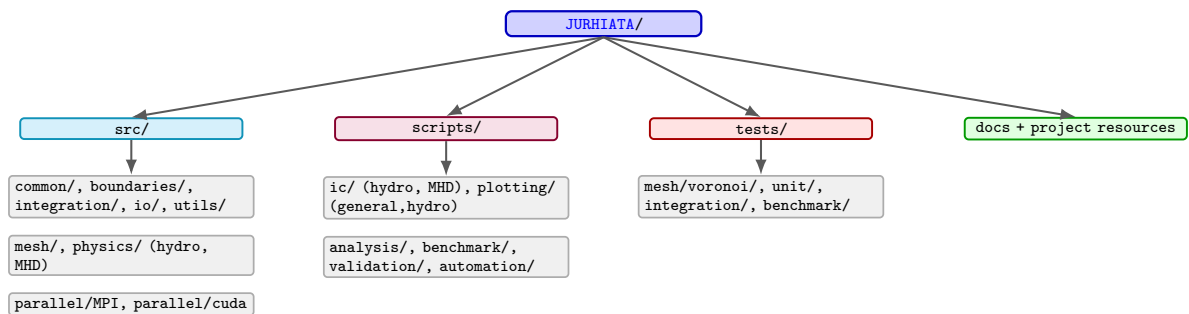 JURHIATA/
src/
scripts/
tests/
docs + project resources
common/, boundaries/,
integration/, io/, utils/
mesh/, physics/ (hydro,
MHD)
parallel/MPI, parallel/cuda
ic/ (hydro, MHD), plotting/
(general,hydro)
analysis/, benchmark/,
validation/, automation/
mesh/voronoi/, unit/,
integration/, benchmark/